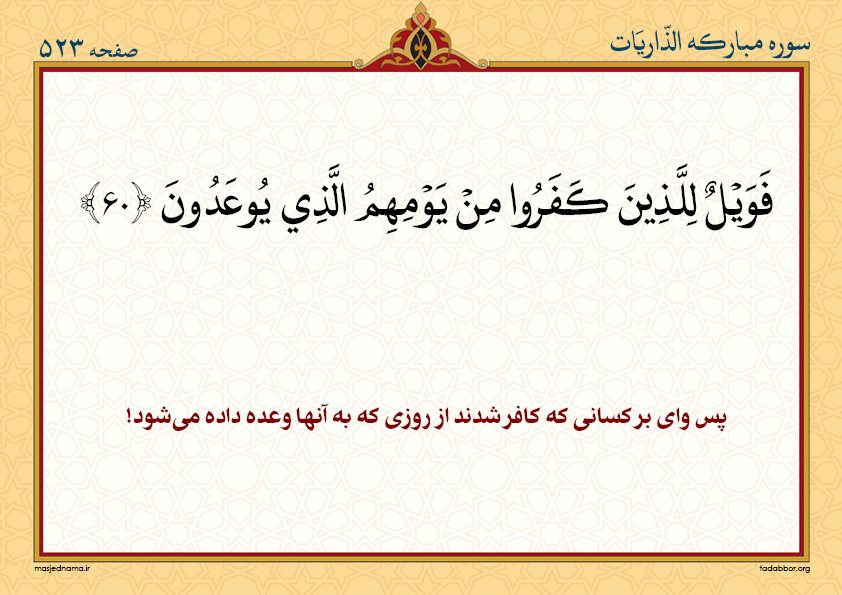 سوره مبارکه الذّاریَات
صفحه ۵۲۳
فَوَيْلٌ لِلَّذِينَ كَفَرُوا مِنْ يَوْمِهِمُ الَّذِي يُوعَدُونَ ﴿۶۰﴾
پس وای بر کسانی که کافر شدند از روزی که به آنها وعده داده می‌شود!
masjednama.ir
tadabbor.org